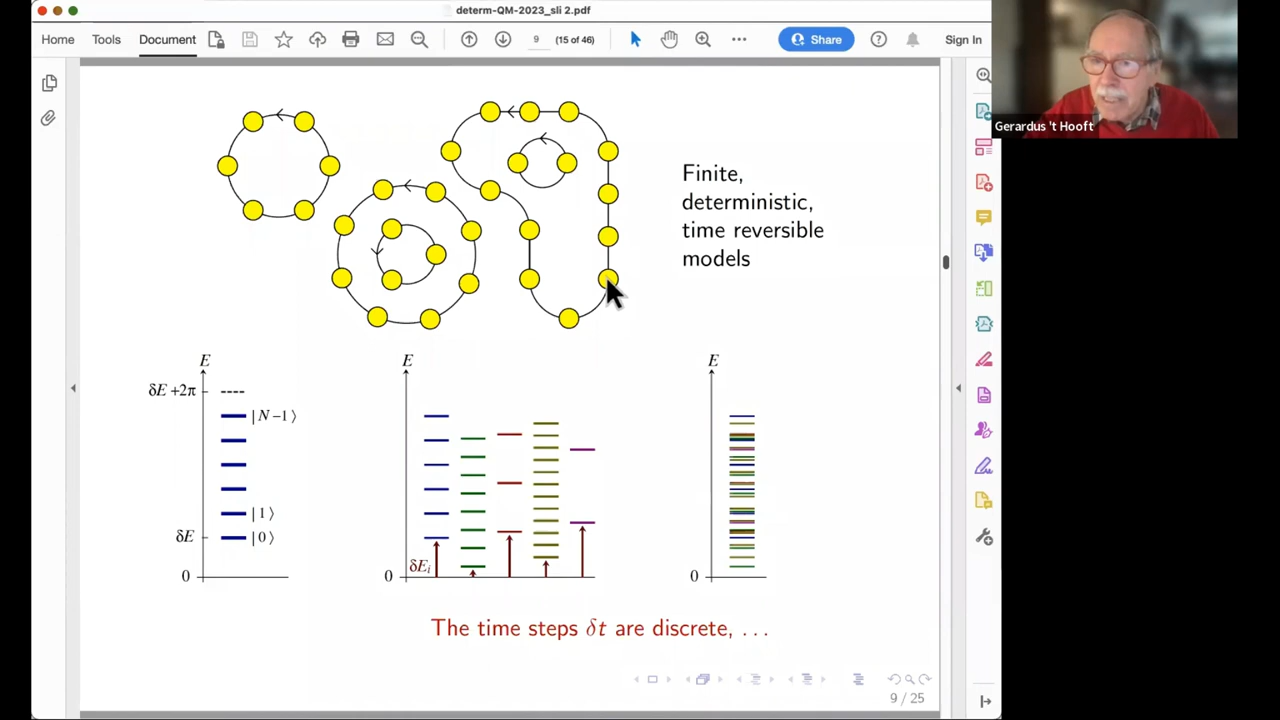 determ-QM-2023_sli 2.pdf
Home
Tools
Document
9
(15 of 46)
Share
Sign In
Gerardus 't Hooft
Finite,
deterministic,
time reversible
models
E
δE +2π
| N −1 ⟩
| 1 ⟩
δE
| 0 ⟩
0
E
δEi
0
E
0
The time steps δt are discrete, . . .
9 / 25